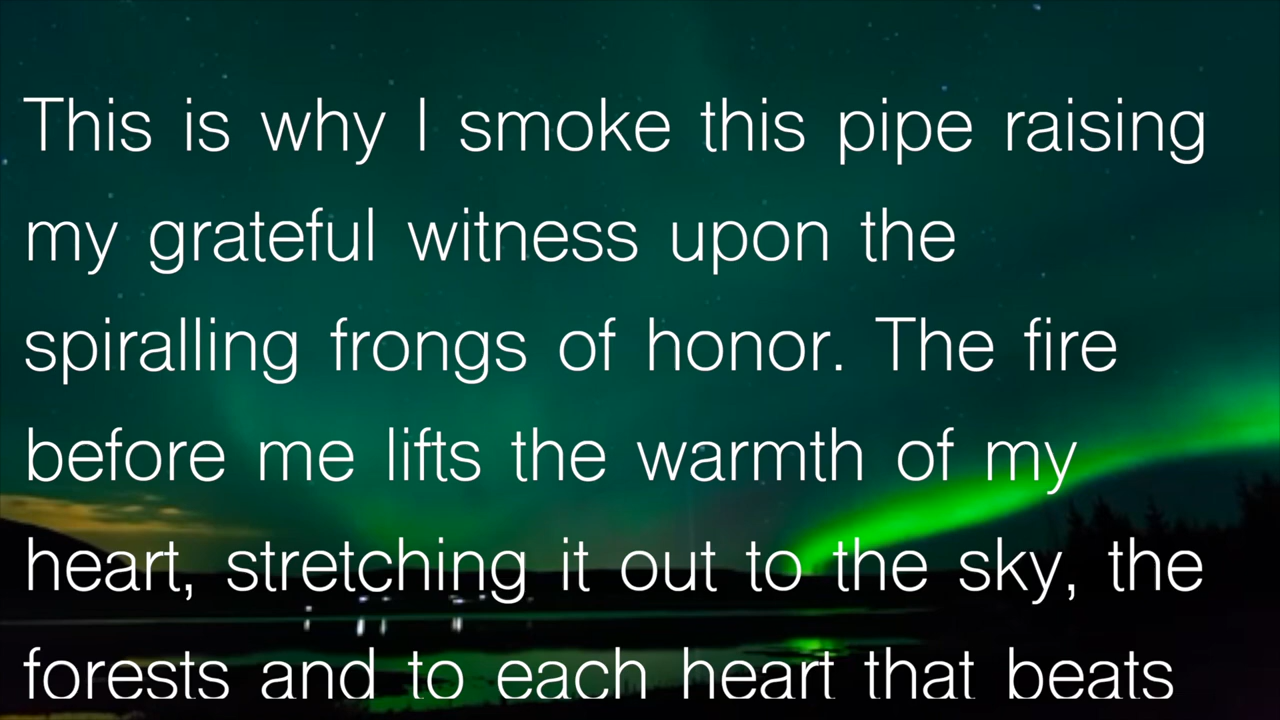 This is why I smoke this pipe raising
my grateful witness upon the
spiralling frongs of honor. The fire
before me lifts the warmth of my
heart, stretching it out to the sky, the
forests and to each heart that beats